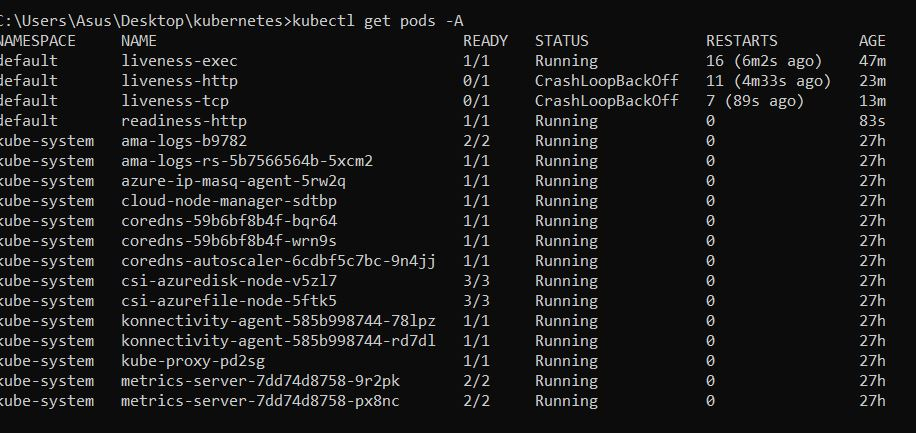 C:\Users\Asus\Desktop\kubernetes>kubectl get pods -A
NAMESPACE NAME READY STATUS RESTARTS AGE
default liveness-exec 1/1 Running 16 (6m2s ago) 47m
default liveness-http 0/1 CrashLoopBackOff 11 (4m33s ago) 23m
default liveness-tcp 0/1 CrashLoopBackOff 7 (89s ago) 13m
default readiness-http 1/1 Running 0 83s
kube-system ama-logs-b9782 2/2 Running 0 27h
kube-system ama-logs-rs-5b7566564b-5xcm2 1/1 Running 0 27h
kube-system azure-ip-masq-agent-5rw2q 1/1 Running 0 27h
kube-system cloud-node-manager-sdtbp 1/1 Running 0 27h
kube-system coredns-59b6bf8b4f-bqr64 1/1 Running 0 27h
kube-system coredns-59b6bf8b4f-wrn9s 1/1 Running 0 27h
kube-system coredns-autoscaler-6cdbf5c7bc-9n4jj 1/1 Running 0 27h
kube-system csi-azuredisk-node-v5zl7 3/3 Running 0 27h
kube-system csi-azurefile-node-5ftk5 3/3 Running 0 27h
kube-system konnectivity-agent-585b998744-78lpz 1/1 Running 0 27h
kube-system konnectivity-agent-585b998744-rd7dl 1/1 Running 0 27h
kube-system kube-proxy-pd2sg 1/1 Running 0 27h
kube-system metrics-server-7dd74d8758-9r2pk 2/2 Running 0 27h
kube-system metrics-server-7dd74d8758-px8nc 2/2 Running 0 27h